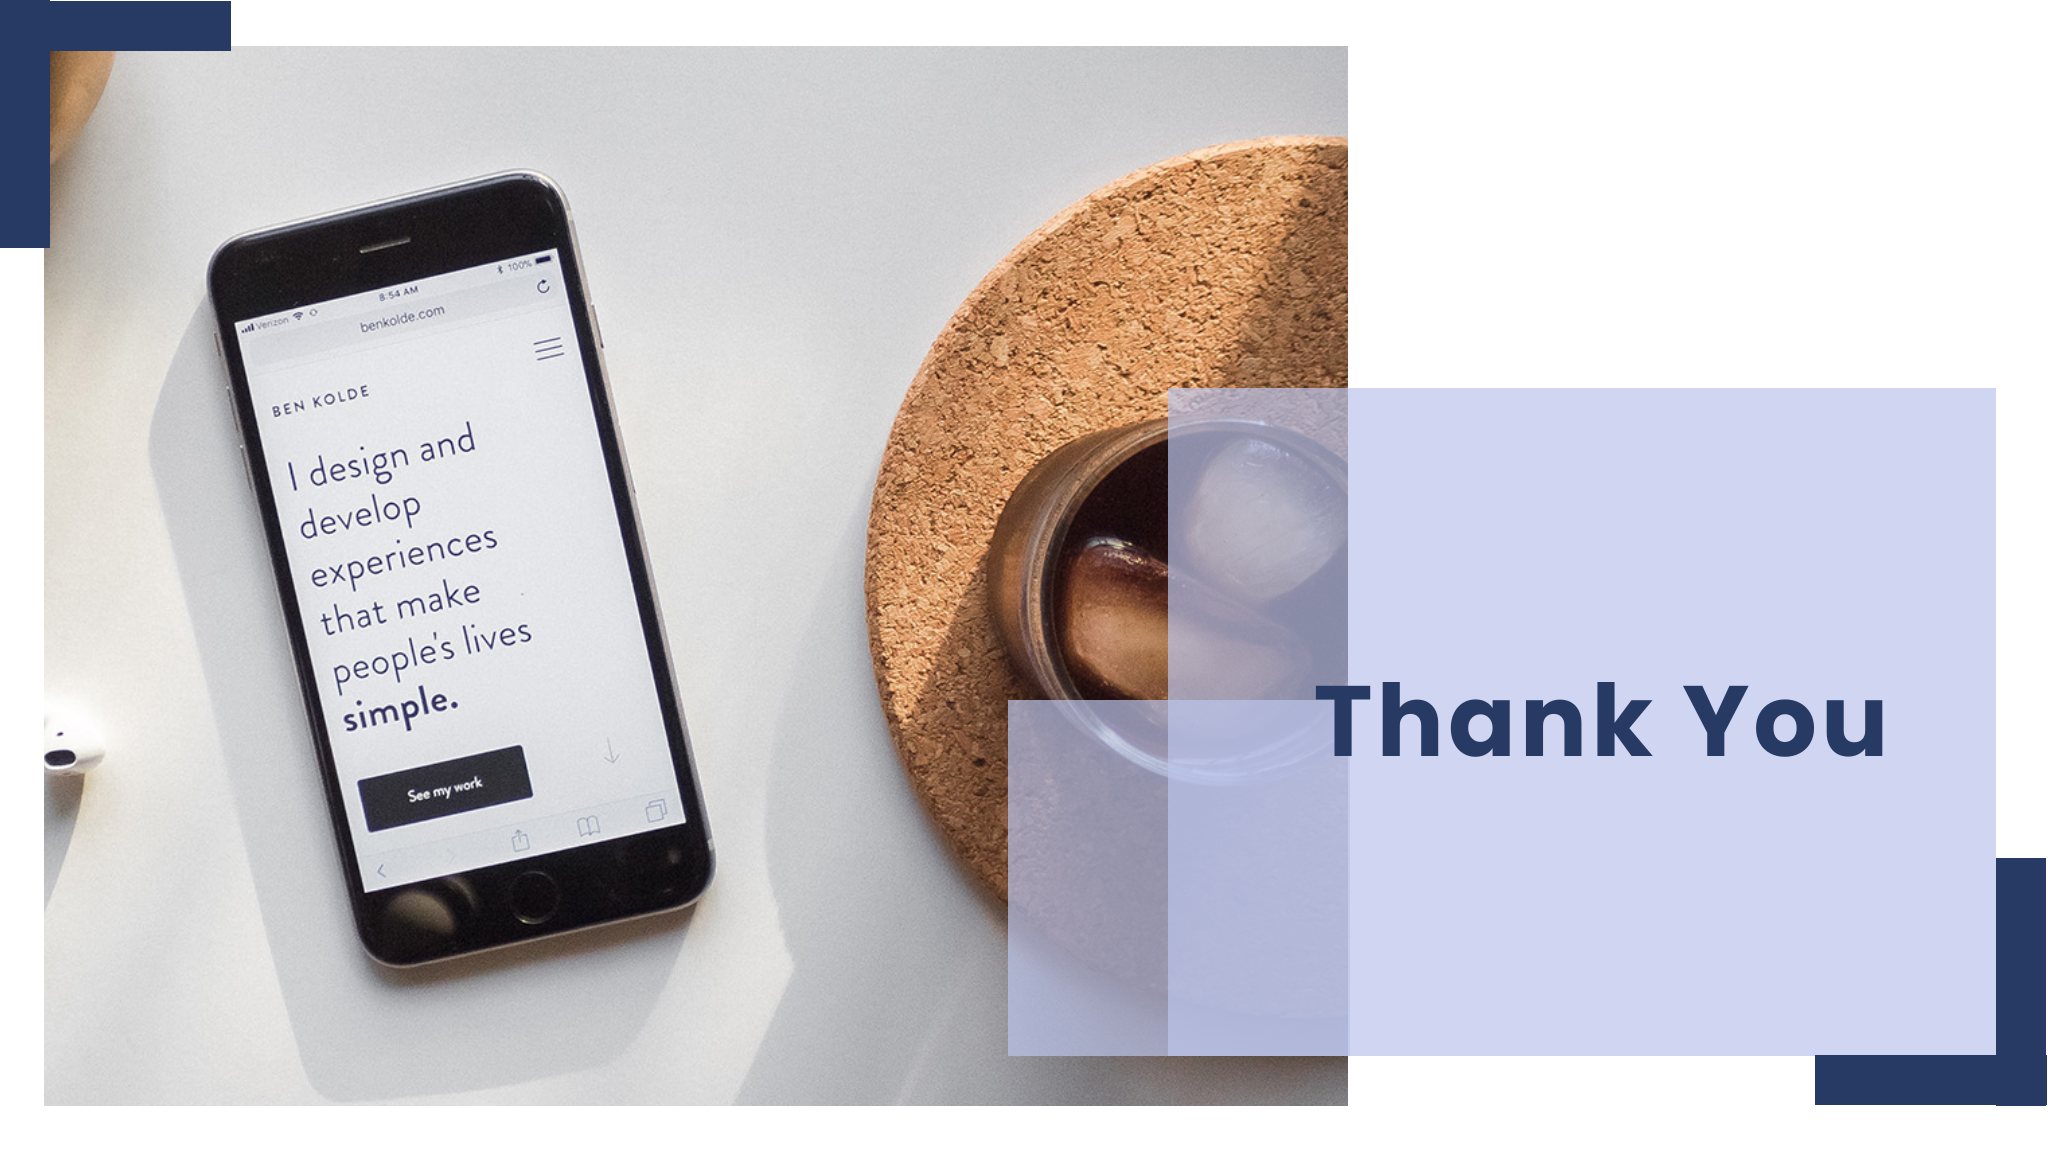 Verizon
8:54 AM
100%
benkolde.com
BEN KOLDE
I design and
develop
experiences
that make
people's lives
simple.
See my work
Thank You